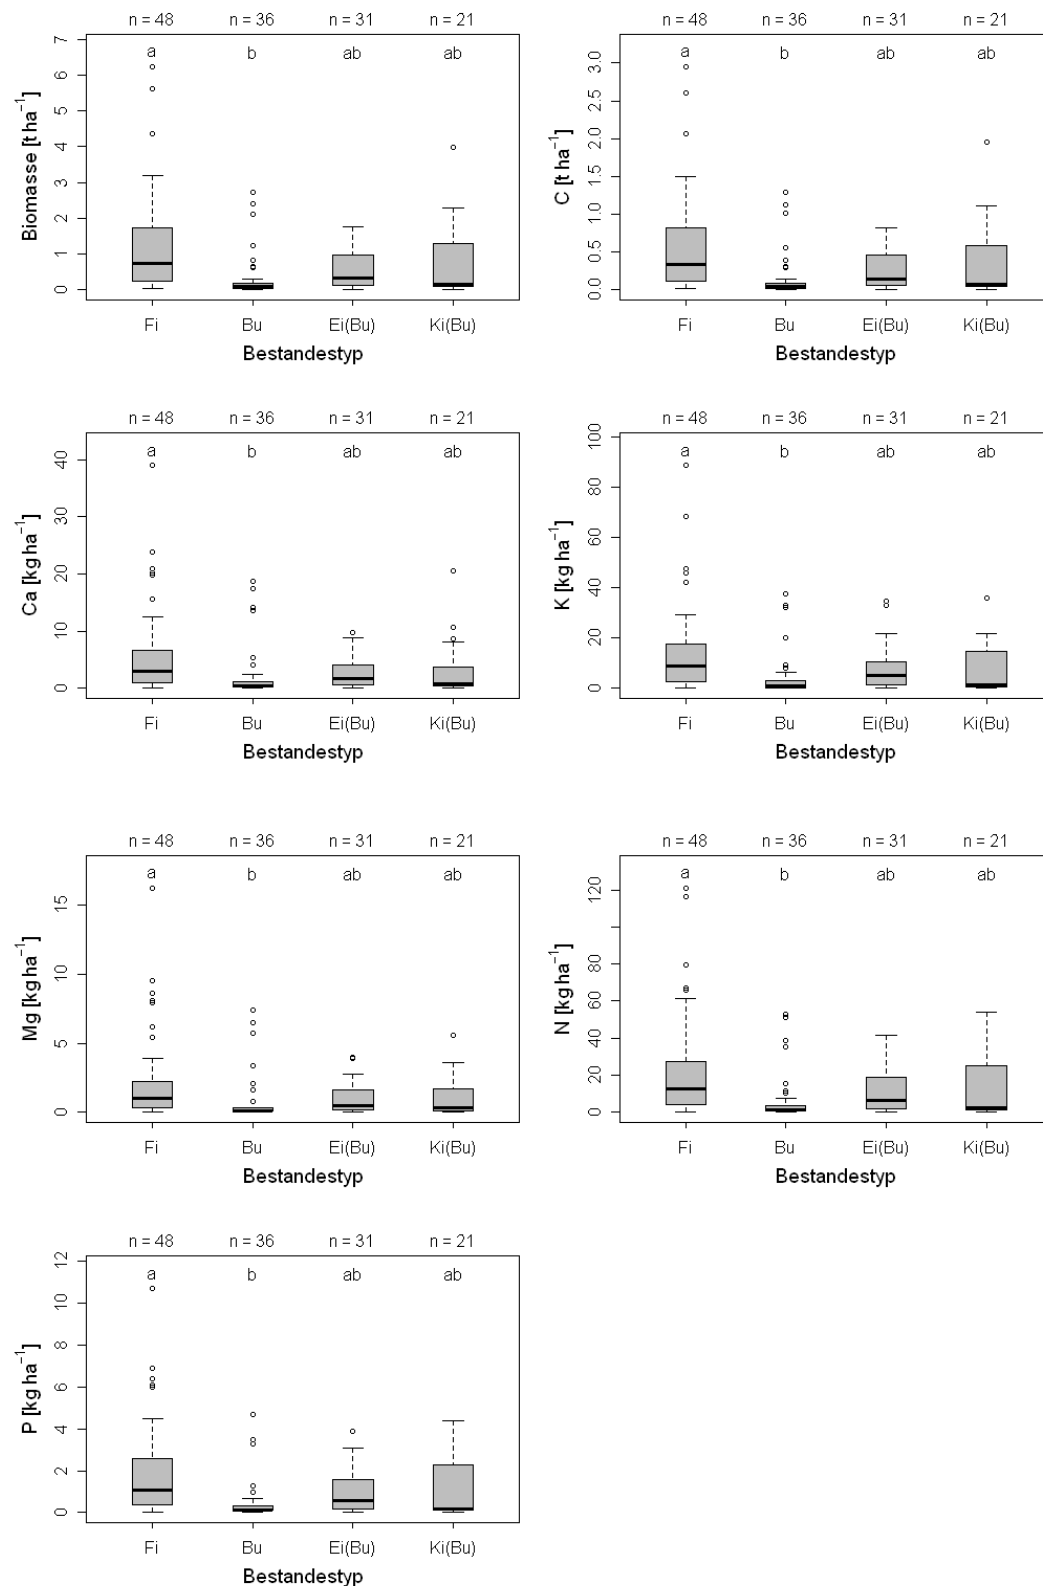 n = 48 n = 36 n = 31 n = 21
a b ab ab
Biomasse [t ha⁻¹]
7
6
5
4
3
2
1
0
Fi Bu Ei(Bu) Ki(Bu)
Bestandestyp
n = 48 n = 36 n = 31 n = 21
a b ab ab
C [t ha⁻¹]
3.0
2.5
2.0
1.5
1.0
0.5
0.0
Fi Bu Ei(Bu) Ki(Bu)
Bestandestyp
n = 48 n = 36 n = 31 n = 21
a b ab ab
Ca [kg ha⁻¹]
40
30
20
10
0
Fi Bu Ei(Bu) Ki(Bu)
Bestandestyp
n = 48 n = 36 n = 31 n = 21
a b ab ab
K [kg ha⁻¹]
100
80
60
40
20
0
Fi Bu Ei(Bu) Ki(Bu)
Bestandestyp
n = 48 n = 36 n = 31 n = 21
a b ab ab
Mg [kg ha⁻¹]
15
10
5
0
Fi Bu Ei(Bu) Ki(Bu)
Bestandestyp
n = 48 n = 36 n = 31 n = 21
a b ab ab
N [kg ha⁻¹]
120
80
60
40
20
0
Fi Bu Ei(Bu) Ki(Bu)
Bestandestyp
n = 48 n = 36 n = 31 n = 21
a b ab ab
P [kg ha⁻¹]
12
10
8
6
4
2
0
Fi Bu Ei(Bu) Ki(Bu)
Bestandestyp